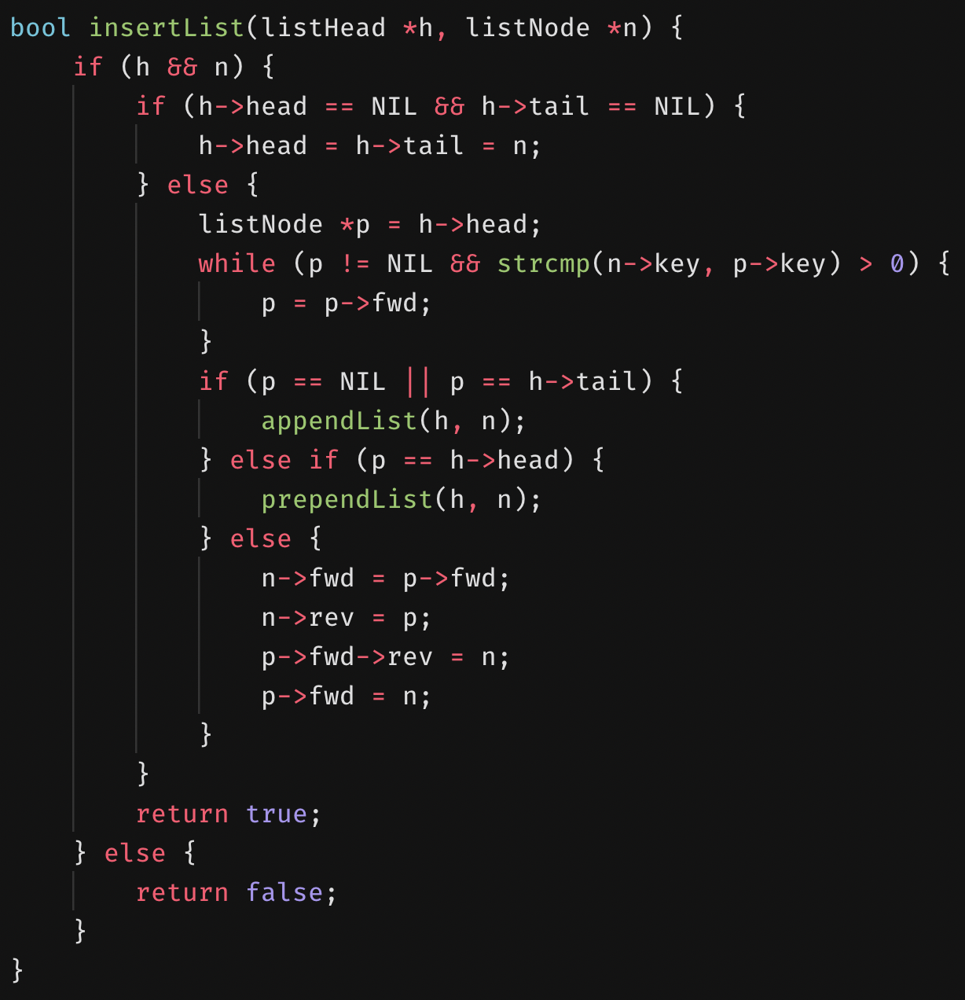 bool insertList(listHead *h, listNode *n) {
    if (h && n) {
        if (h->head == NIL && h->tail == NIL) {
            h->head = h->tail = n;
        } else {
            listNode *p = h->head;
            while (p != NIL && strcmp(n->key, p->key) > 0) {
                p = p->fwd;
            }
            if (p == NIL || p == h->tail) {
                appendList(h, n);
            } else if (p == h->head) {
                prependList(h, n);
            } else {
                n->fwd = p->fwd;
                n->rev = p;
                p->fwd->rev = n;
                p->fwd = n;
            }
        }
        return true;
    } else {
        return false;
    }
}